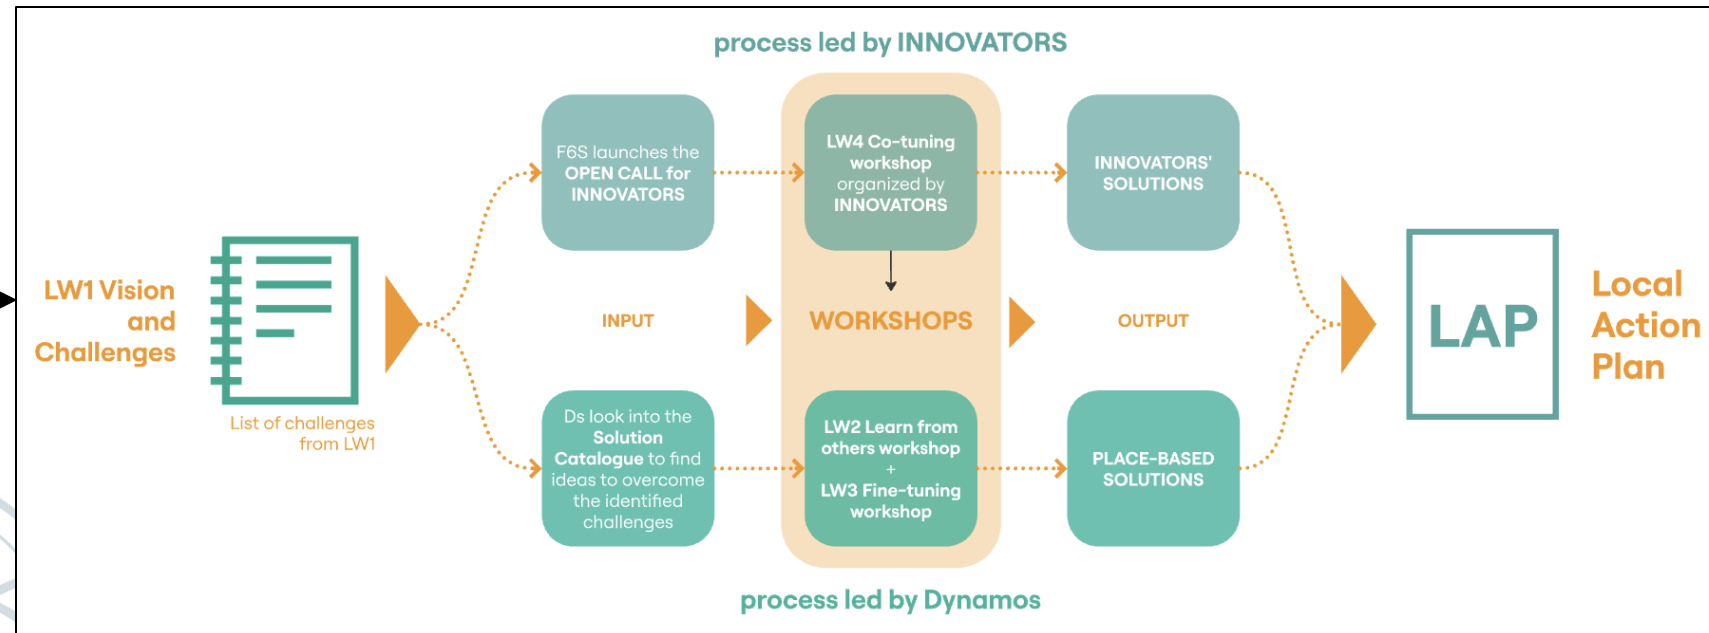 process led by INNOVATORS
LW1 Vision
and
Challenges
List of challenges
from LW1
F6S launches the
OPEN CALL for
INNOVATORS
LW4 Co-tuning
workshop
organized by
INNOVATORS
INNOVATORS'
SOLUTIONS
INPUT
WORKSHOPS
OUTPUT
Ds look into the
Solution
Catalogue to find
ideas to overcome
the identified
challenges
LW2 Learn from
others workshop
+
LW3 Fine-tuning
workshop
PLACE-BASED
SOLUTIONS
LAP
Local
Action
Plan
process led by Dynamos